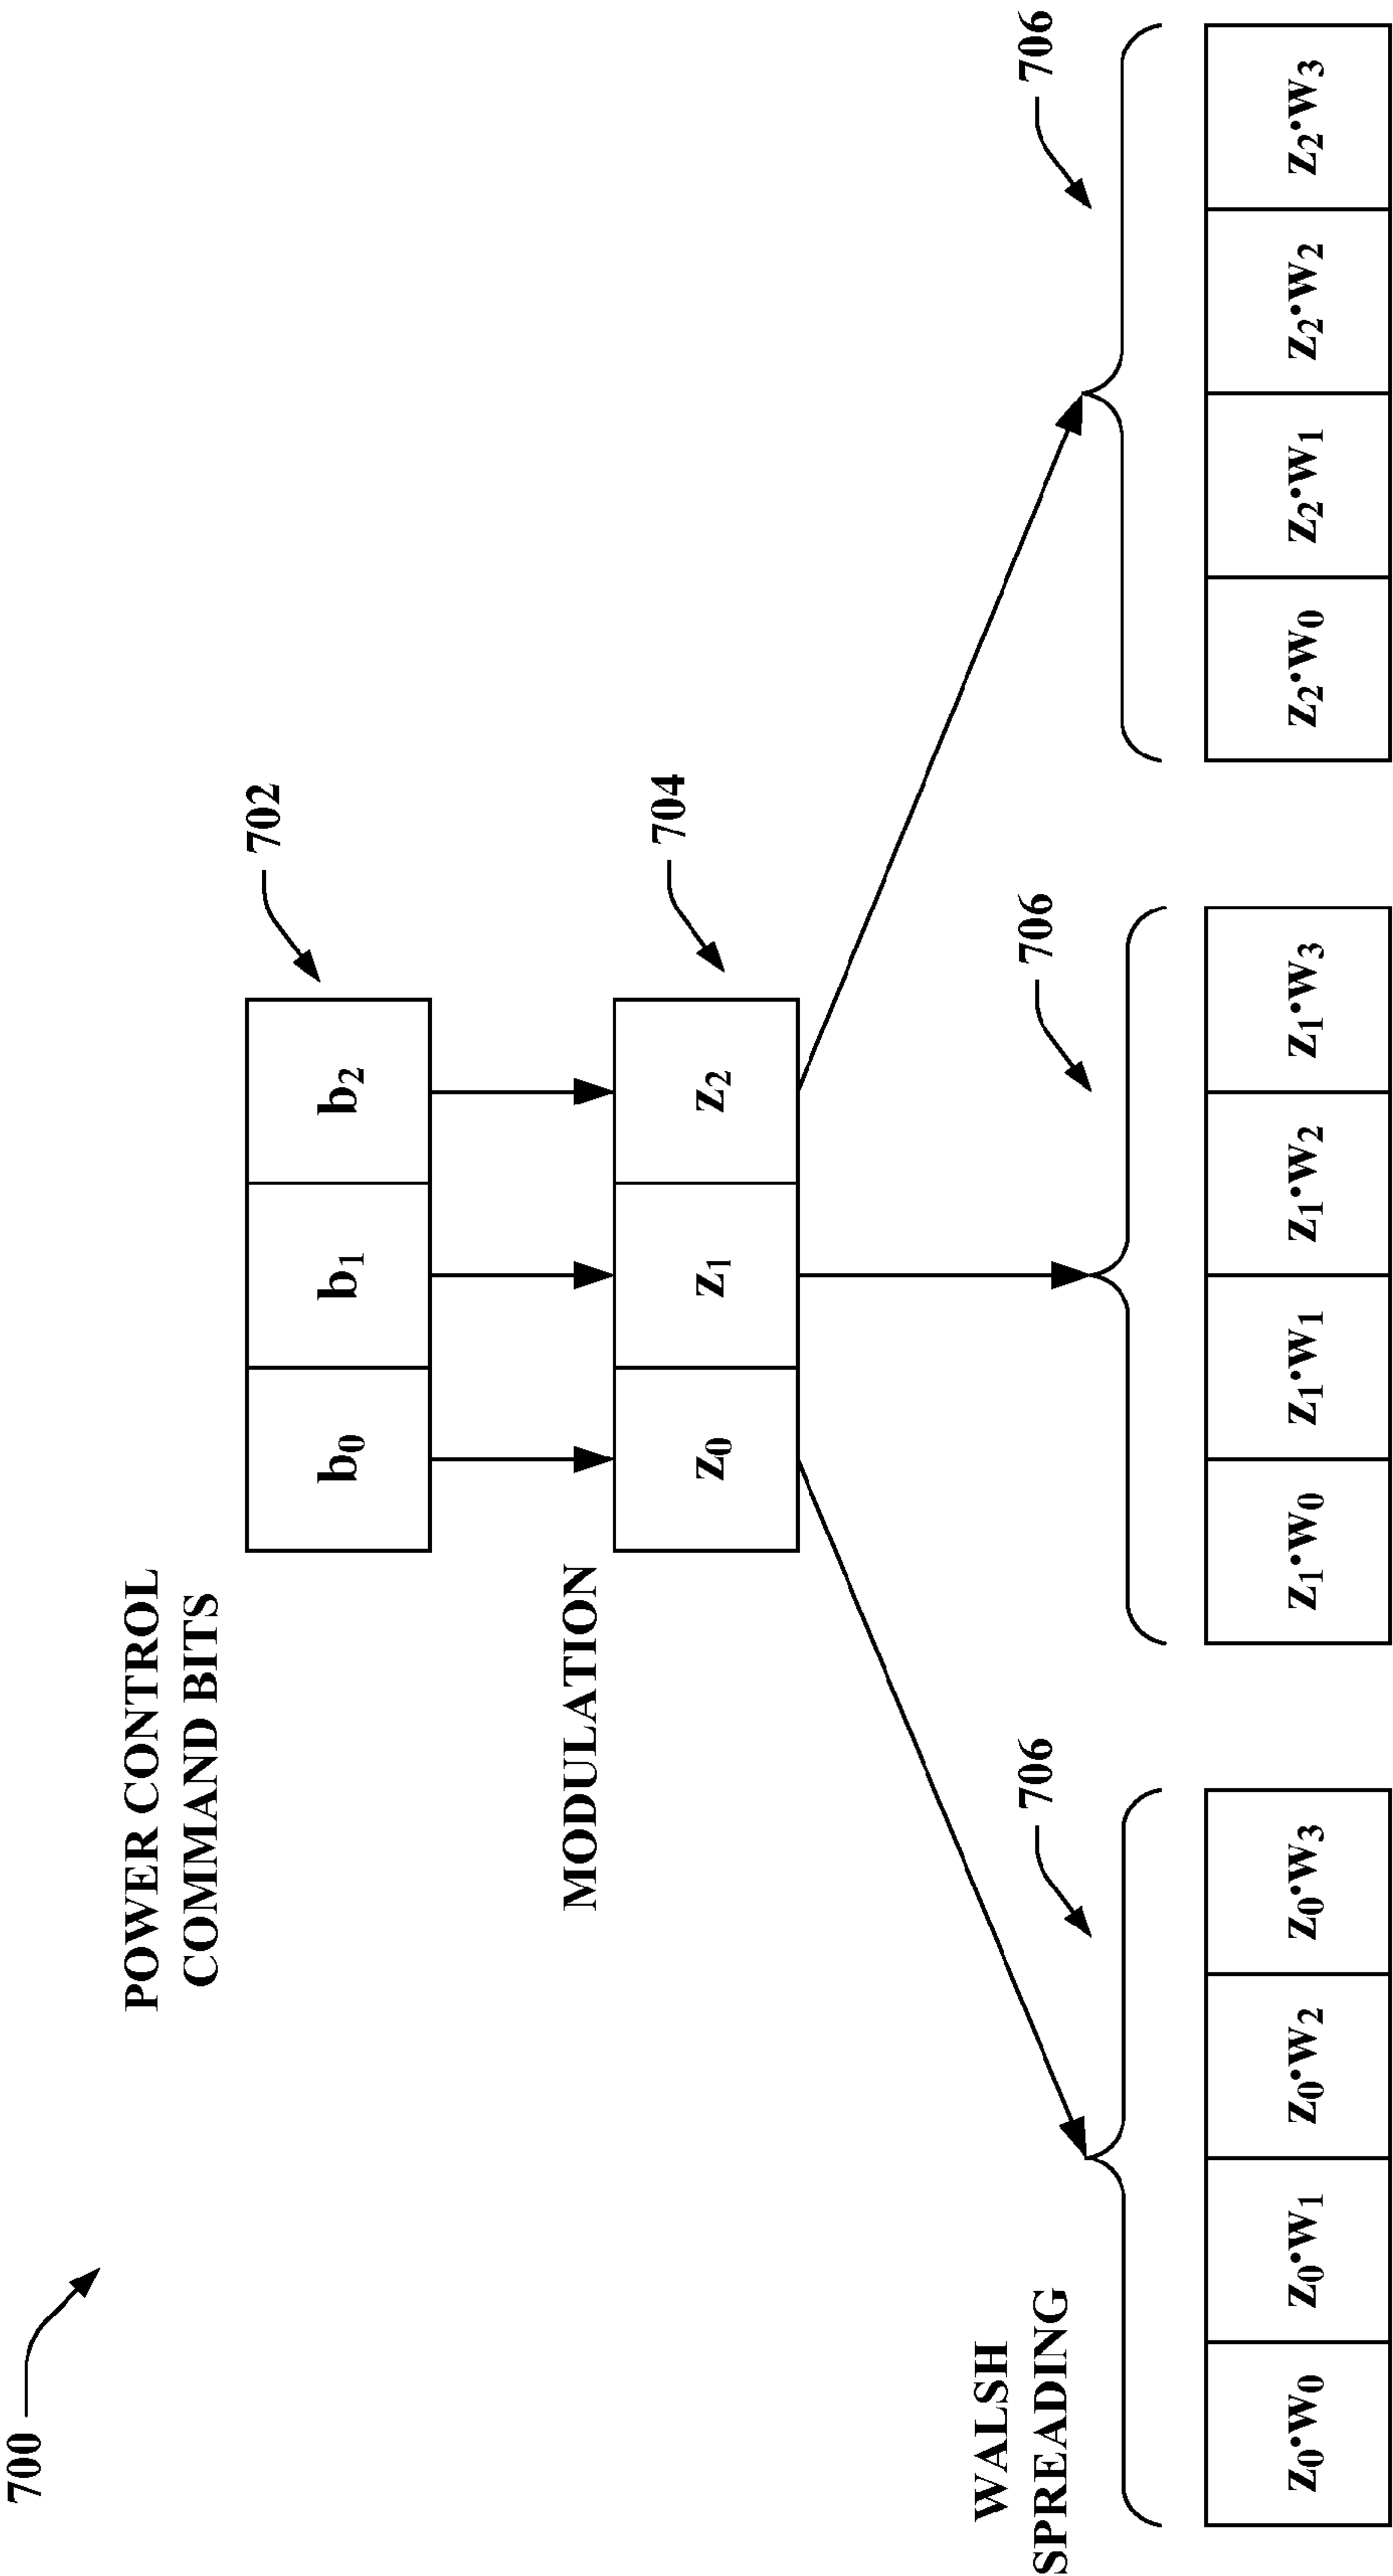 700
POWER CONTROL
COMMAND BITS
702
b₀ b₁ b₂
MODULATION
704
z₀ z₁ z₂
WALSH
SPREADING
706 706 706
z₀•w₀ z₀•w₁ z₀•w₂ z₀•w₃ z₁•w₀ z₁•w₁ z₁•w₂ z₁•w₃ z₂•w₀ z₂•w₁ z₂•w₂ z₂•w₃